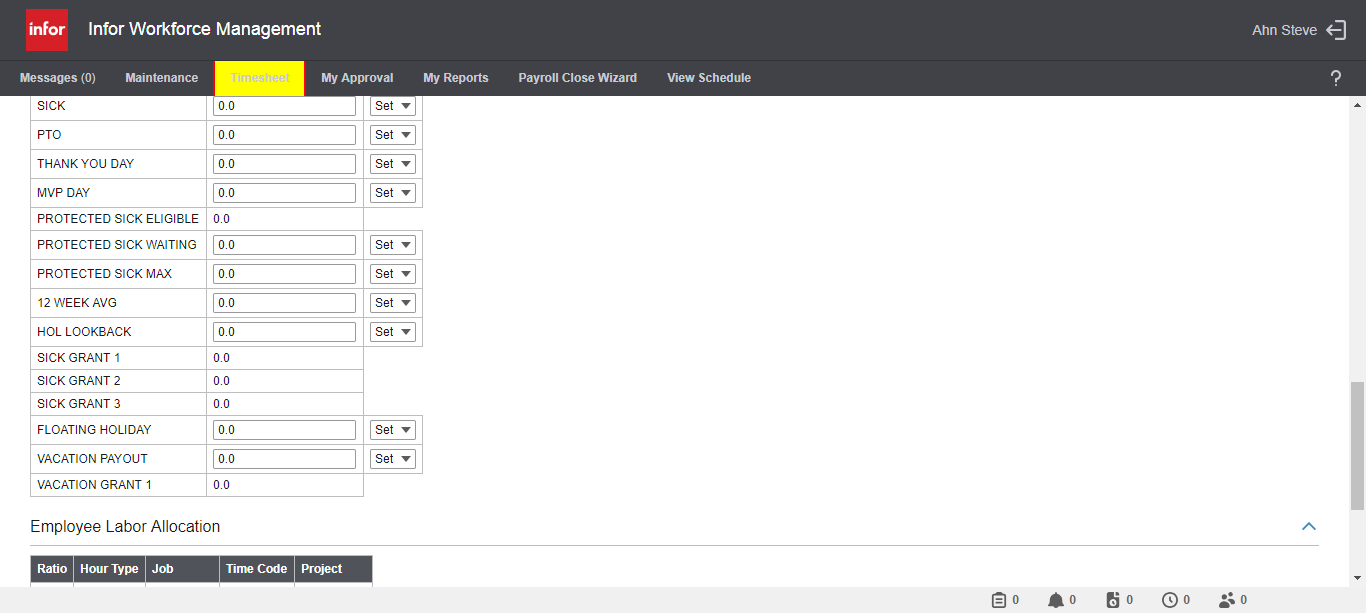 infor Infor Workforce Management Ahn Steve
Messages (0) Maintenance Timesheet My Approval My Reports Payroll Close Wizard View Schedule ?
SICK 0.0 Set
PTO 0.0 Set
THANK YOU DAY 0.0 Set
MVP DAY 0.0 Set
PROTECTED SICK ELIGIBLE 0.0
PROTECTED SICK WAITING 0.0 Set
PROTECTED SICK MAX 0.0 Set
12 WEEK AVG 0.0 Set
HOL LOOKBACK 0.0 Set
SICK GRANT 1 0.0
SICK GRANT 2 0.0
SICK GRANT 3 0.0
FLOATING HOLIDAY 0.0 Set
VACATION PAYOUT 0.0 Set
VACATION GRANT 1 0.0
Employee Labor Allocation
Ratio Hour Type Job Time Code Project
0 0 0 0 0